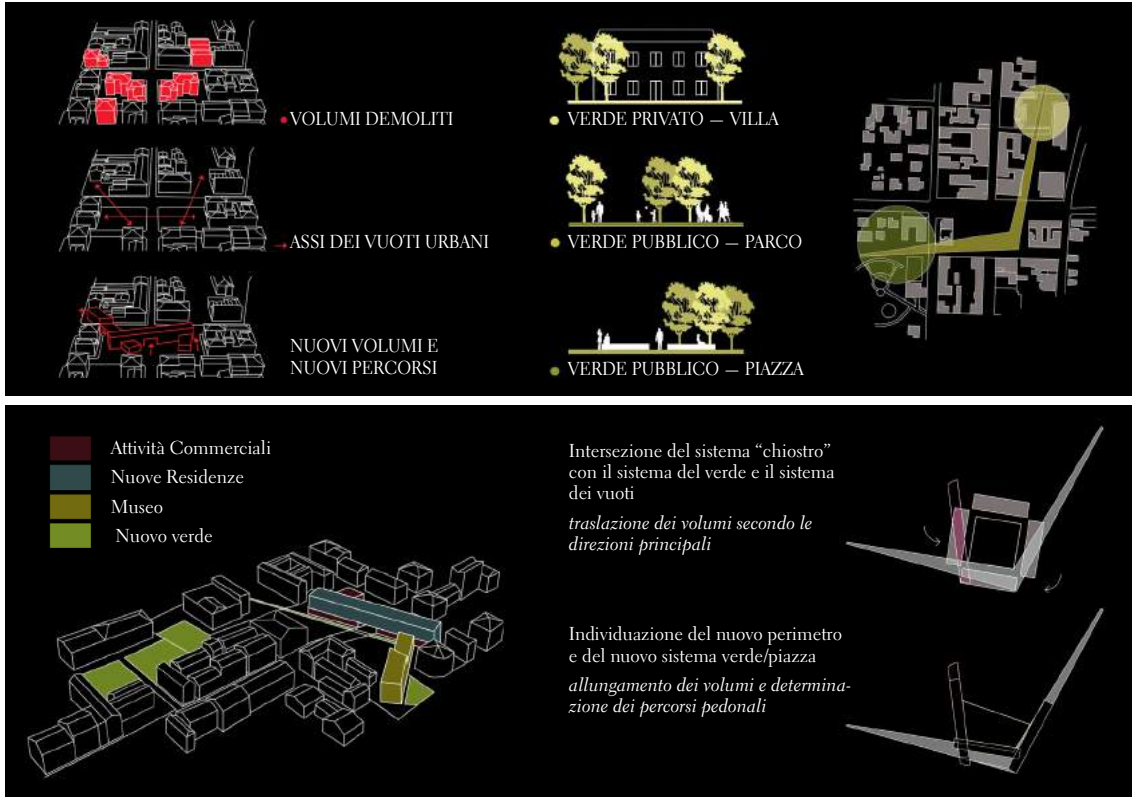 VOLUMI DEMOLITI
ASSI DEI VUOTI URBANI
NUOVI VOLUMI E
NUOVI PERCORSI
VERDE PRIVATO — VILLA
VERDE PUBBLICO — PARCO
VERDE PUBBLICO — PIAZZA
Attività Commerciali
Nuove Residenze
Museo
Nuovo verde
Intersezione del sistema “chiostro”
con il sistema del verde e il sistema
dei vuoti
traslazione dei volumi secondo le
direzioni principali
Individuazione del nuovo perimetro
e del nuovo sistema verde/piazza
allungamento dei volumi e determina-
zione dei percorsi pedonali